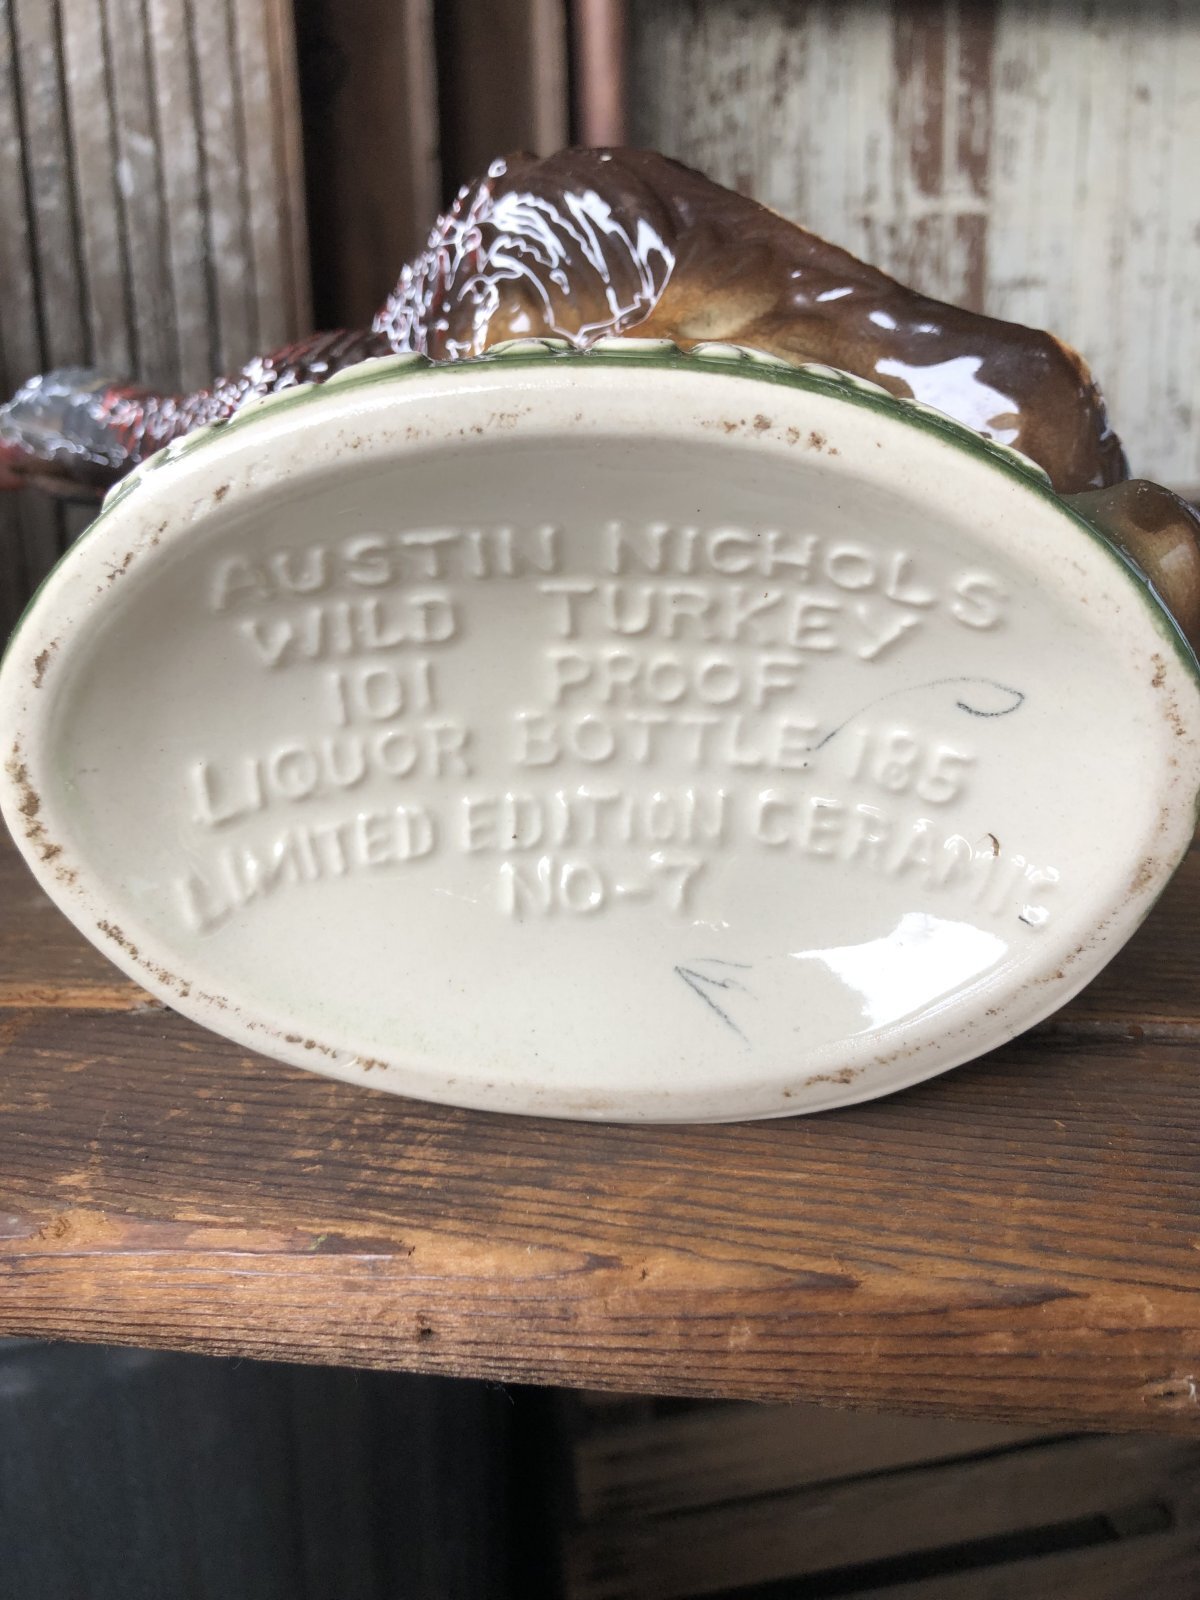 AUSTIN NICHOLS
WILD TURKEY
101 PROOF
LIQUOR BOTTLE 185
LIMITED EDITION CERAMIC
NO-7